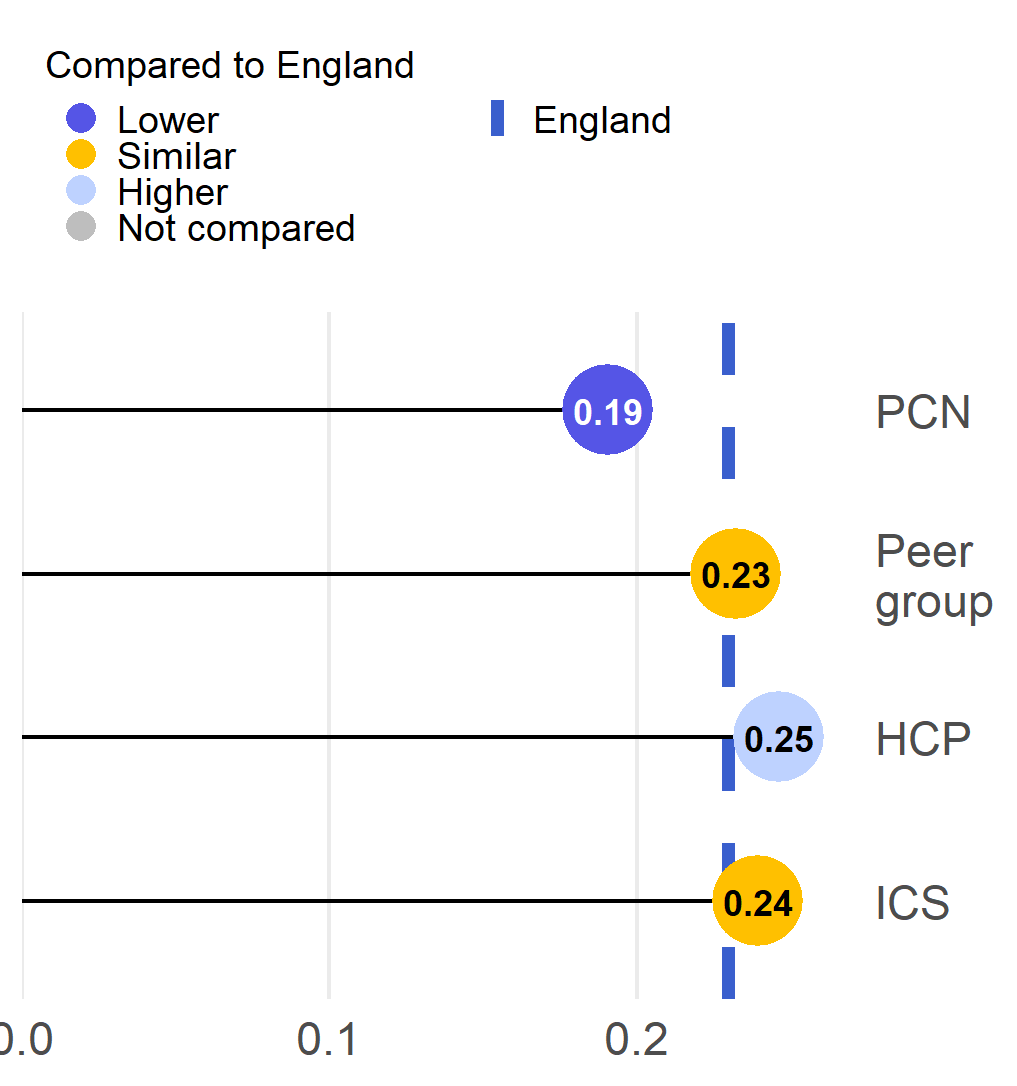 Compared to England
Lower
England
Similar
Higher
Not compared
0.19
PCN
0.23
Peer
group
0.25
HCP
0.24
ICS
0.0
0.1
0.2